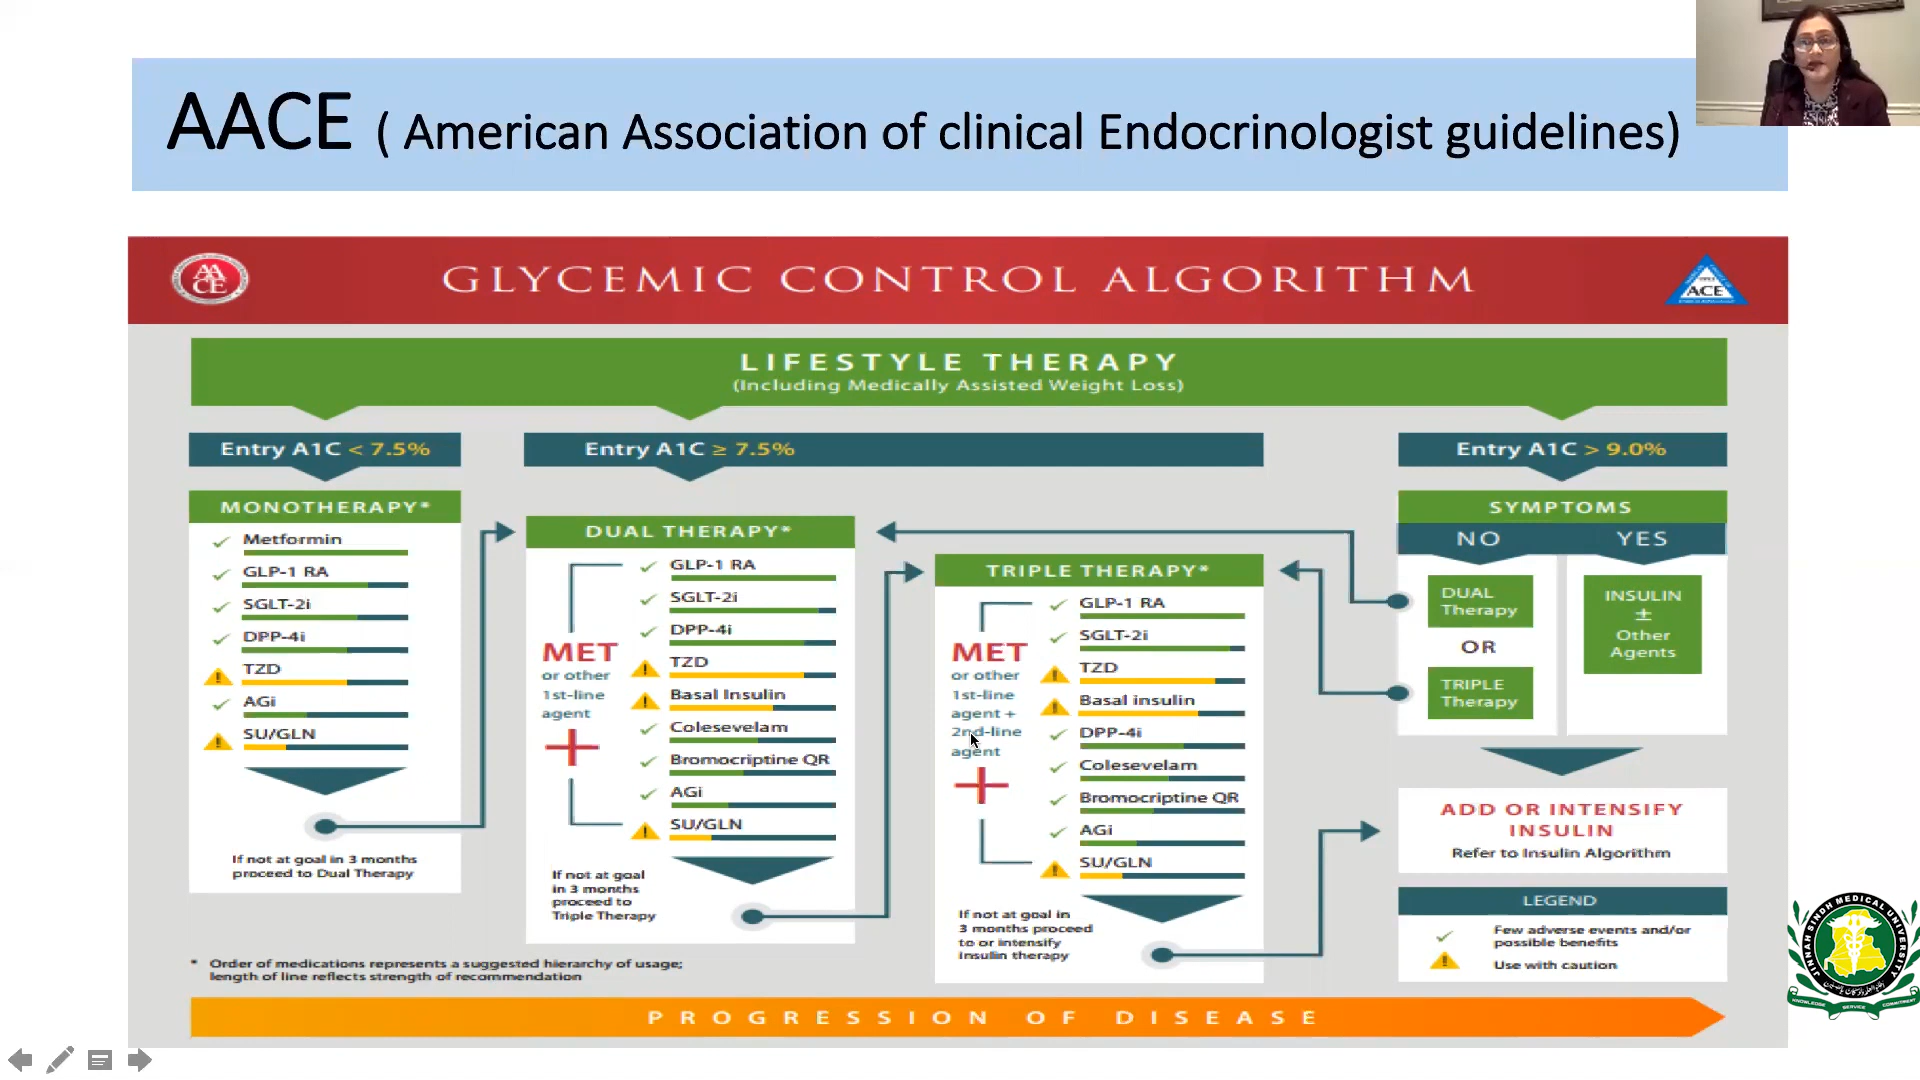 AACE ( American Association of clinical Endocrinologist guidelines)
AACE
GLYCEMIC CONTROL ALGORITHM
ACE
LIFESTYLE THERAPY
(Including Medically Assisted Weight Loss)
Entry A1C < 7.5%
MONOTHERAPY*
Metformin
GLP-1 RA
SGLT-2i
DPP-4i
TZD
AGi
SU/GLN
If not at goal in 3 months
proceed to Dual Therapy
Entry A1C ≥ 7.5%
DUAL THERAPY*
MET
or other
1st-line
agent
+
GLP-1 RA
SGLT-2i
DPP-4i
TZD
Basal Insulin
Colesevelam
Bromocriptine QR
AGi
SU/GLN
If not at goal
in 3 months
proceed to
Triple Therapy
TRIPLE THERAPY*
MET
or other
1st-line
agent +
2nd-line
agent
+
GLP-1 RA
SGLT-2i
TZD
Basal insulin
DPP-4i
Colesevelam
Bromocriptine QR
AGi
SU/GLN
If not at goal in
3 months proceed
to or intensify
insulin therapy
Entry A1C > 9.0%
SYMPTOMS
NO
YES
DUAL
Therapy
OR
TRIPLE
Therapy
INSULIN
±
Other
Agents
ADD OR INTENSIFY
INSULIN
Refer to Insulin Algorithm
LEGEND
Few adverse events and/or
possible benefits
Use with caution
* Order of medications represents a suggested hierarchy of usage;
length of line reflects strength of recommendation
PROGRESSION OF DISEASE
JINNAH SINDH MEDICAL UNIVERSITY
KNOWLEDGE SERVICE COMMITMENT